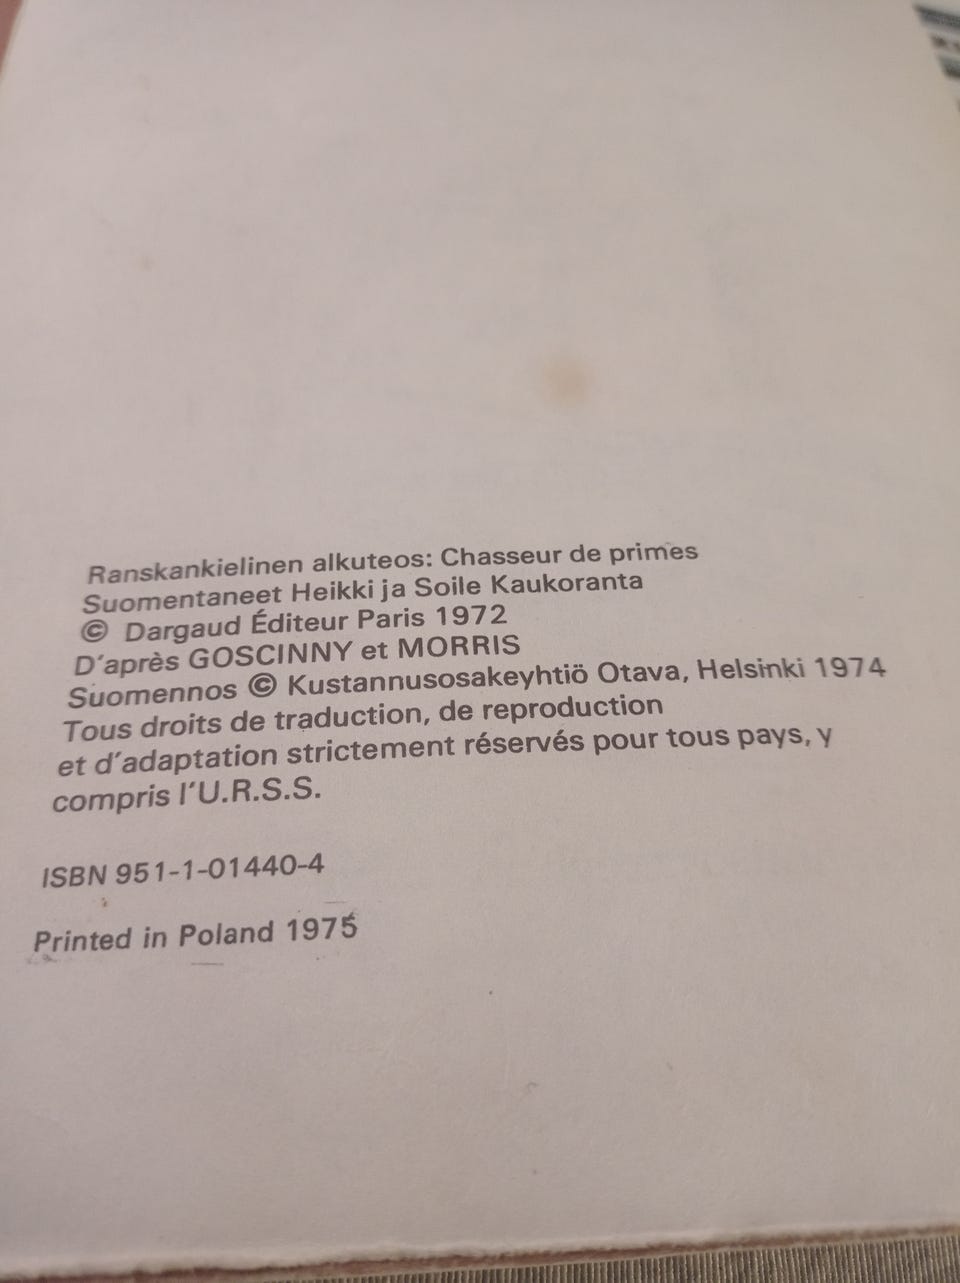 Ranskankielinen alkuteos: Chasseur de primes
Suomentaneet Heikki ja Soile Kaukoranta
© Dargaud Éditeur Paris 1972
D'après GOSCINNY et MORRIS
Suomennos © Kustannusosakeyhtiö Otava, Helsinki 1974
Tous droits de traduction, de reproduction
et d'adaptation strictement réservés pour tous pays, y
compris l'U.R.S.S.
ISBN 951-1-01440-4
Printed in Poland 1975